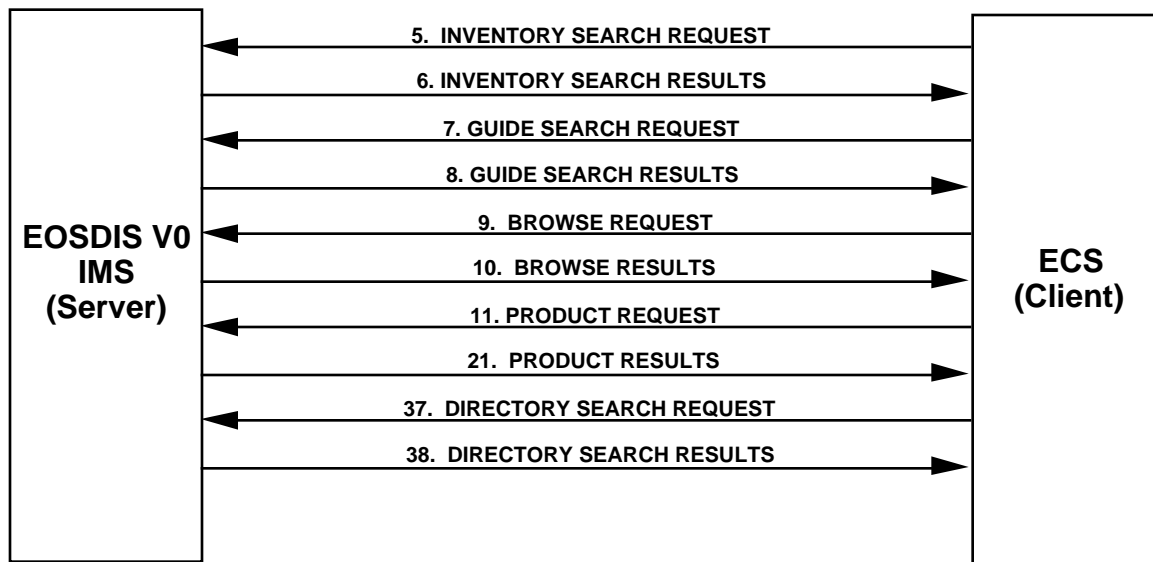 5. INVENTORY SEARCH REQUEST
6. INVENTORY SEARCH RESULTS
7. GUIDE SEARCH REQUEST
8. GUIDE SEARCH RESULTS
9. BROWSE REQUEST
10. BROWSE RESULTS
11. PRODUCT REQUEST
21. PRODUCT RESULTS
37. DIRECTORY SEARCH REQUEST
38. DIRECTORY SEARCH RESULTS
EOSDIS V0
IMS
(Server)
ECS
(Client)